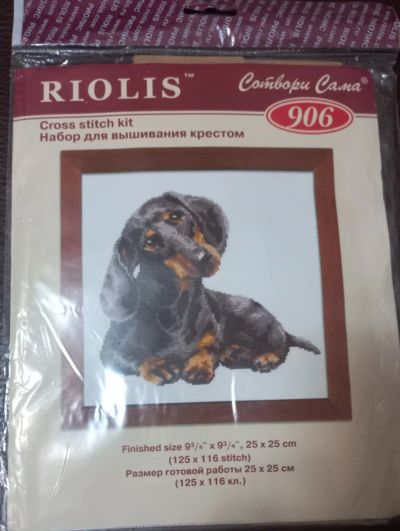 RIOLIS™
Сотвори Сама®
906
Cross stitch kit
Набор для вышивания крестом
Finished size 9³/₄" x 9³/₄", 25 x 25 cm
(125 x 116 stitch)
Размер готовой работы 25 x 25 см
(125 x 116 кл.)